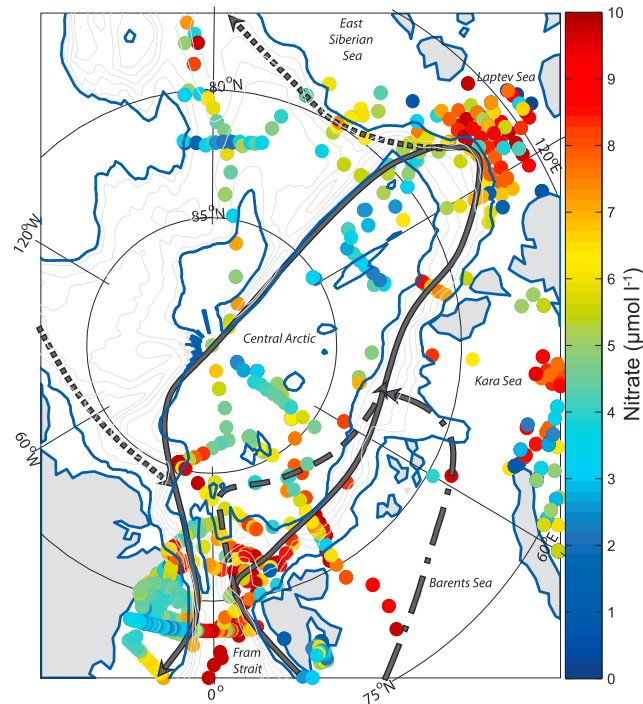 East
Siberian
Sea
Laptev Sea
80°N
120°E
85°N
120°W
Central Arctic
Kara Sea
60°W
60°E
Barents Sea
Fram
Strait
0°
75°N
10
9
8
7
6
5
4
3
2
1
0
Nitrate (μmol l⁻¹)